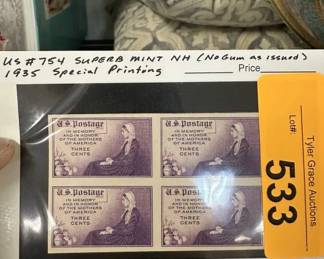 US #754 SUPERB MINT NH (NoGum as issued)
1935 Special Printing Price
U.S. Postage
IN MEMORY
AND IN HONOR
OF THE MOTHERS
OF AMERICA
THREE
CENTS
U.S. Postage
IN MEMORY
AND IN HONOR
OF THE MOTHERS
OF AMERICA
THREE
CENTS
U.S. Postage
IN MEMORY
AND IN HONOR
OF THE MOTHERS
OF AMERICA
THREE
CENTS
U.S. Postage
IN MEMORY
AND IN HONOR
OF THE MOTHERS
OF AMERICA
THREE
CENTS
Lot#:
533
Tyler Grace Auctions